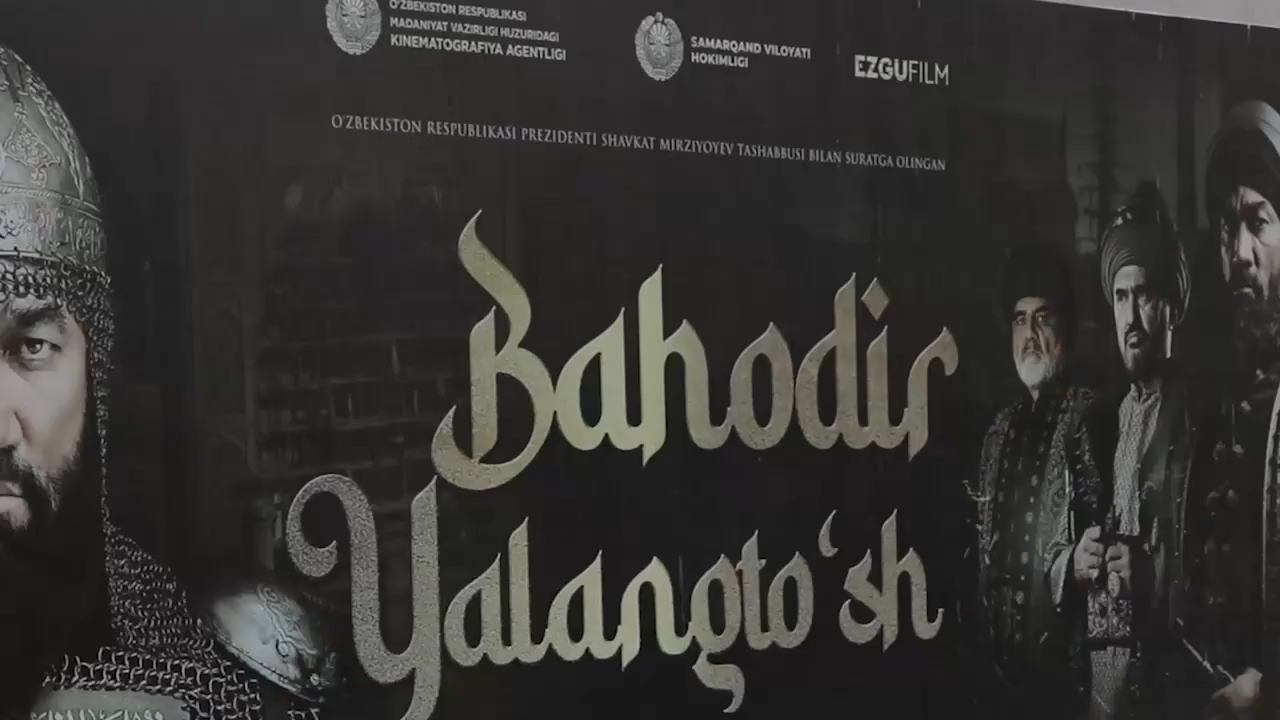 O'ZBEKISTON RESPUBLIKASI
MADANIYAT VAZIRLIGI HUZURIDAGI
KINEMATOGRAFIYA AGENTLIGI
SAMARQAND VILOYATI
HOKIMLIGI
EZGUFILM
O'ZBEKISTON RESPUBLIKASI PREZIDENTI SHAVKAT MIRZIYOYEV TASHABBUSI BILAN SURATGA OLINGAN
Bahodir
Yalangto‘sh